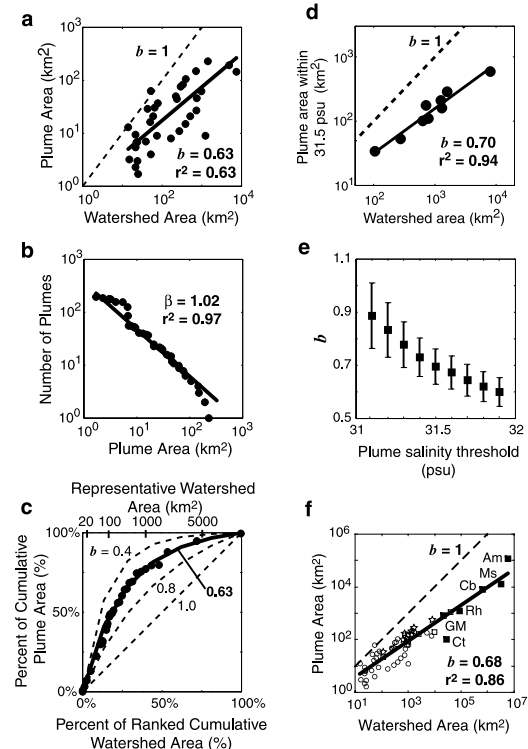 a
Plume Area (km²)
10³
10²
10¹
10⁰
b = 1
b = 0.63
r² = 0.63
10⁰ 10² 10⁴
Watershed Area (km²)
b
Number of Plumes
10²
10¹
10⁰
β = 1.02
r² = 0.97
10⁰ 10¹ 10² 10³
Plume Area (km²)
c
Representative Watershed
Area (km²)
20 100 1000 5000
Percent of Cumulative
Plume Area (%)
100%
50%
0%
b = 0.4
0.8
0.63
1.0
0% 50% 100%
Percent of Ranked Cumulative
Watershed Area (%)
d
Plume area within
31.5 psu (km²)
10³
10¹
b = 1
b = 0.70
r² = 0.94
10² 10³ 10⁴
Watershed area (km²)
e
b
1.1
0.9
0.7
0.5
31 31.5 32
Plume salinity threshold
(psu)
f
Plume Area (km²)
10⁶
10⁴
10²
10⁰
b = 1
Am
Ms
Cb
Rh
GM
Ct
b = 0.68
r² = 0.86
10¹ 10³ 10⁵ 10⁷
Watershed Area (km²)